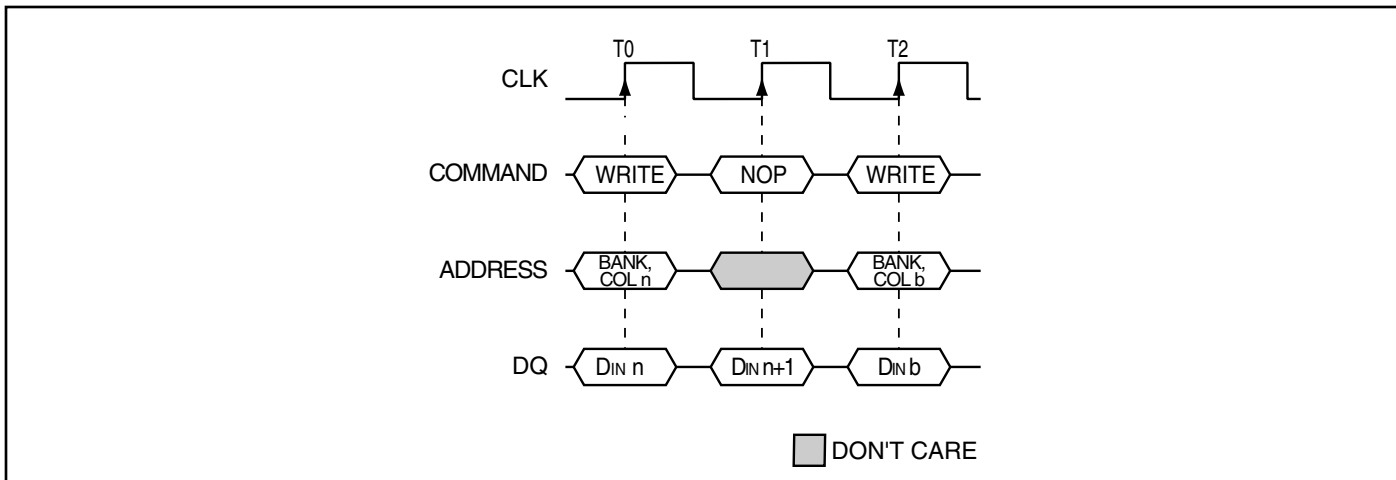 T0 T1 T2
CLK
COMMAND WRITE NOP WRITE
ADDRESS BANK, COL n BANK, COL b
DQ DIN n DIN n+1 DIN b
DON'T CARE